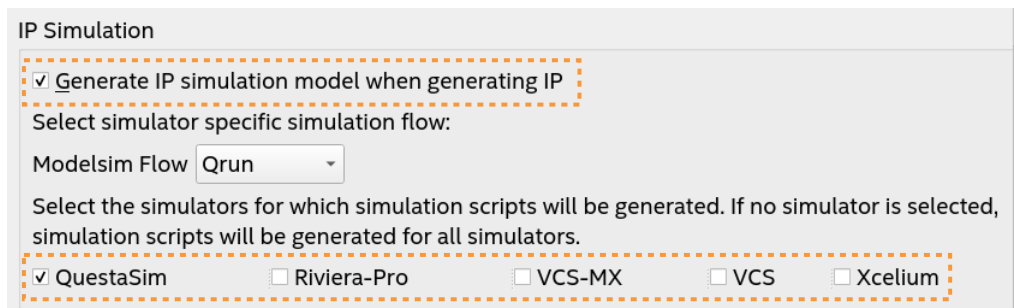 IP Simulation
Generate IP simulation model when generating IP
Select simulator specific simulation flow:
Modelsim Flow Qrun
Select the simulators for which simulation scripts will be generated. If no simulator is selected,
simulation scripts will be generated for all simulators.
QuestaSim Riviera-Pro VCS-MX VCS Xcelium